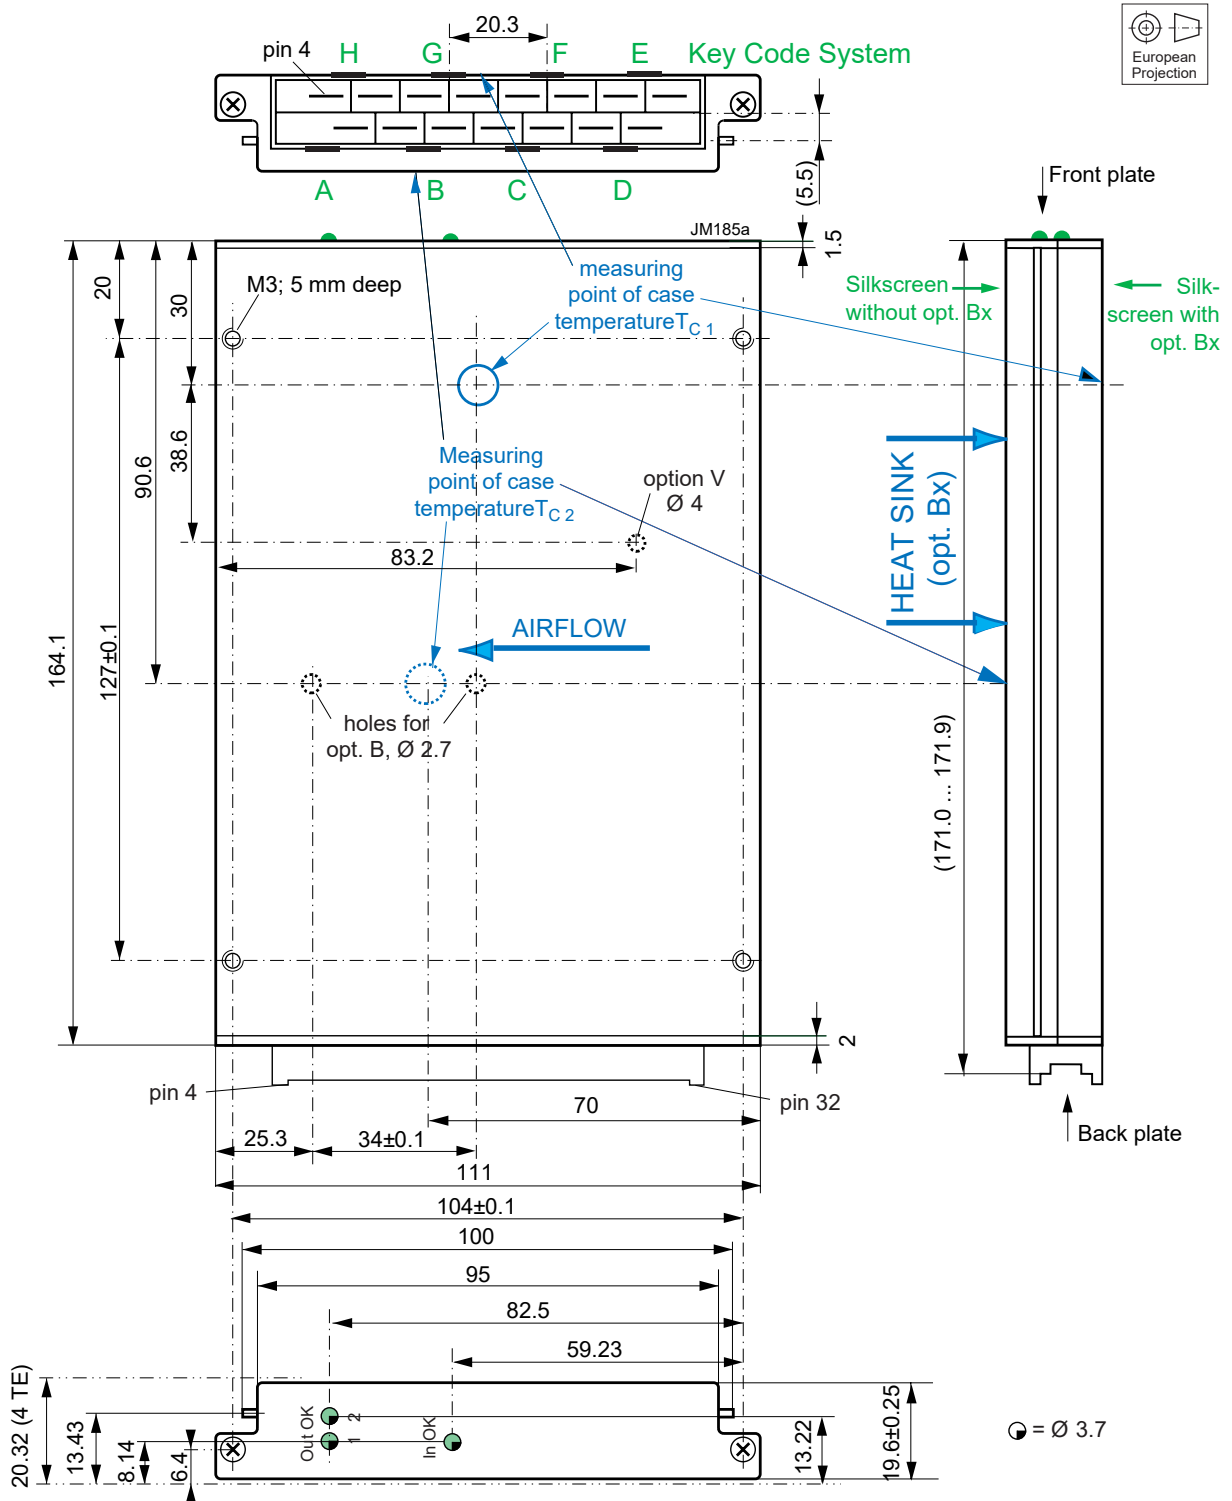 20.3
pin 4
H
G
F
E
Key Code System
European
Projection
A
B
C
D
(5.5)
Front plate
JM185a
1.5
20
30
M3; 5 mm deep
measuring
point of case
temperatureTC 1
Silkscreen
without opt. Bx
Silk-
screen with
opt. Bx
38.6
90.6
Measuring
point of case
temperatureTC 2
option V
Ø 4
HEAT SINK
(opt. Bx)
83.2
AIRFLOW
164.1
127±0.1
holes for
opt. B, Ø 2.7
(171.0 ... 171.9)
2
pin 4
pin 32
70
25.3
34±0.1
Back plate
111
104±0.1
100
95
82.5
59.23
20.32 (4 TE)
13.43
8.14
6.4
Out OK
2
1
In OK
13.22
19.6±0.25
= Ø 3.7